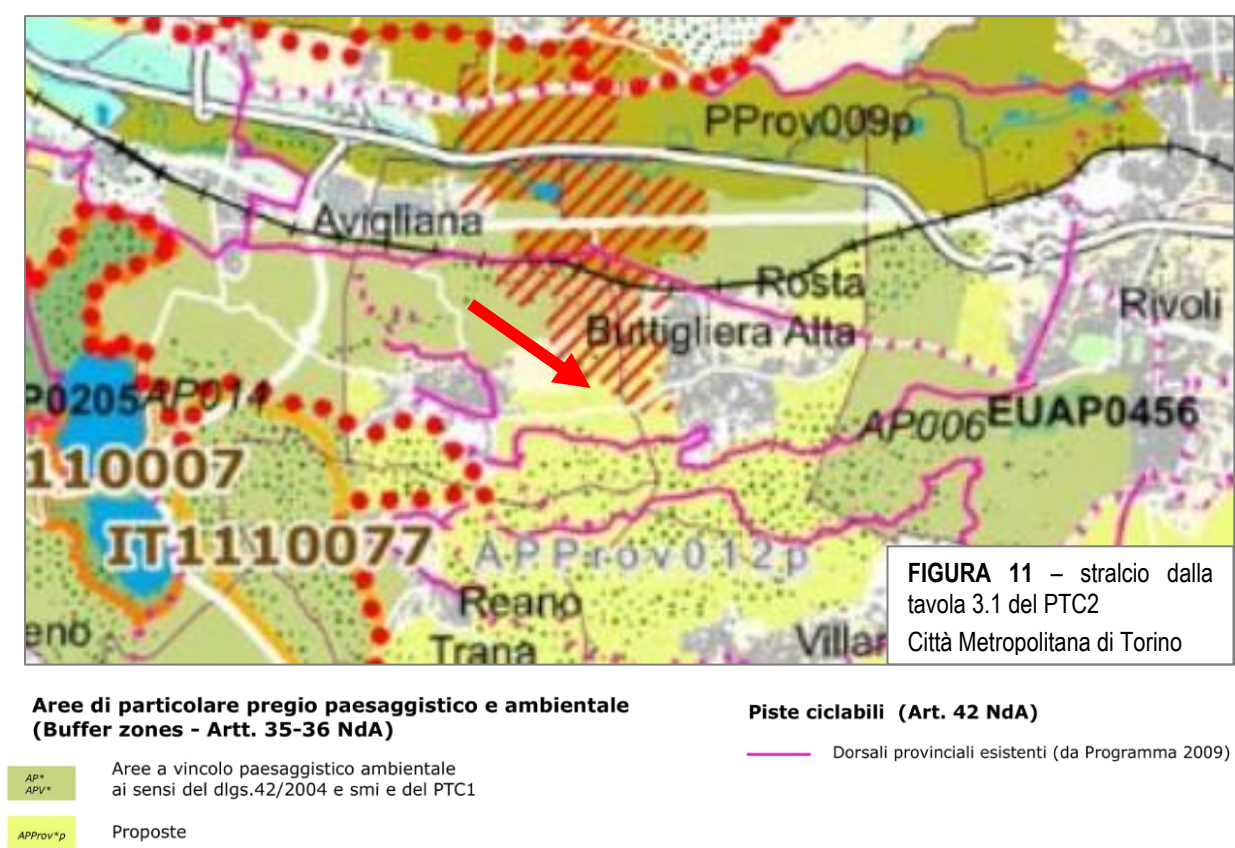 PProv009p
Avigliana
Rosta
Rivoli
Buttigliera Alta
P0205
AP014
AP006
EUAP0456
110007
IT1110077
APProv012p
Reano
eno
Trana
Villar
FIGURA 11 – stralcio dalla
tavola 3.1 del PTC2
Città Metropolitana di Torino
Aree di particolare pregio paesaggistico e ambientale
(Buffer zones - Artt. 35-36 NdA)
AP*
APV*
Aree a vincolo paesaggistico ambientale
ai sensi del dlgs.42/2004 e smi e del PTC1
APProv*p
Proposte
Piste ciclabili (Art. 42 NdA)
Dorsali provinciali esistenti (da Programma 2009)